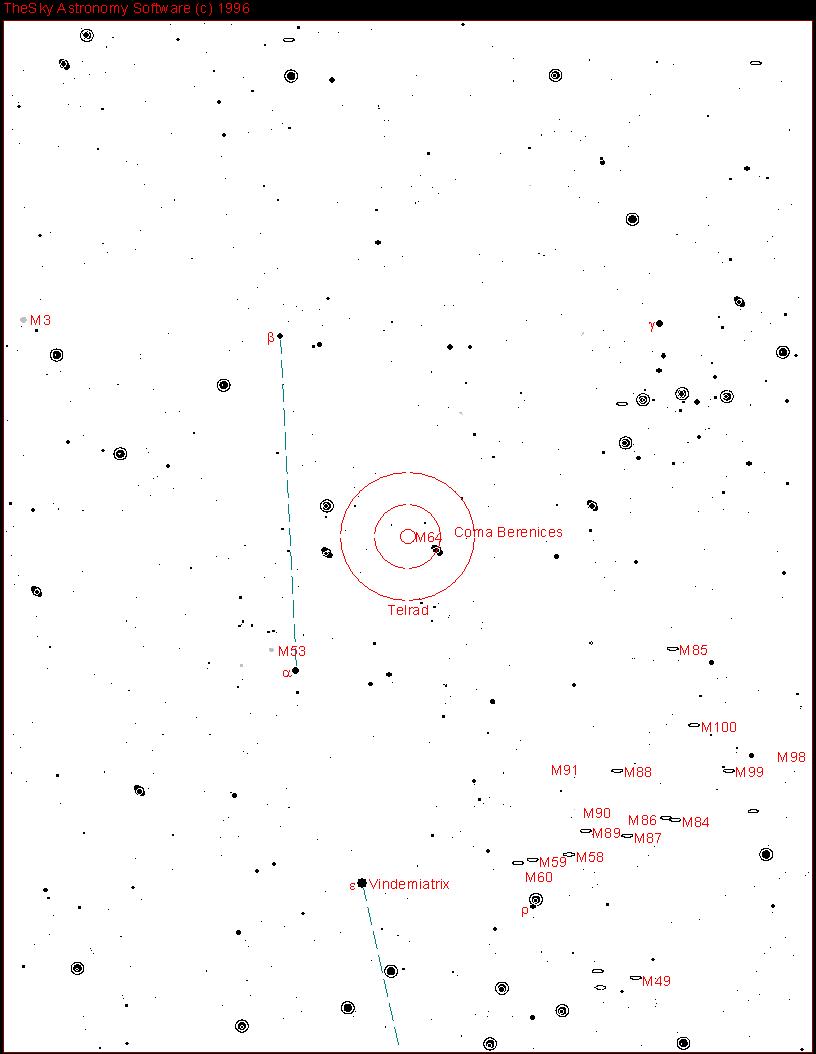 TheSky Astronomy Software (c) 1996
M3
γ
β
Coma Berenices
M64
Telrad
M53
M85
α
M100
M98
M91
M88
M99
M90
M86
M84
M89
M87
M58
M59
M60
ε Vindemiatrix
ρ
M49